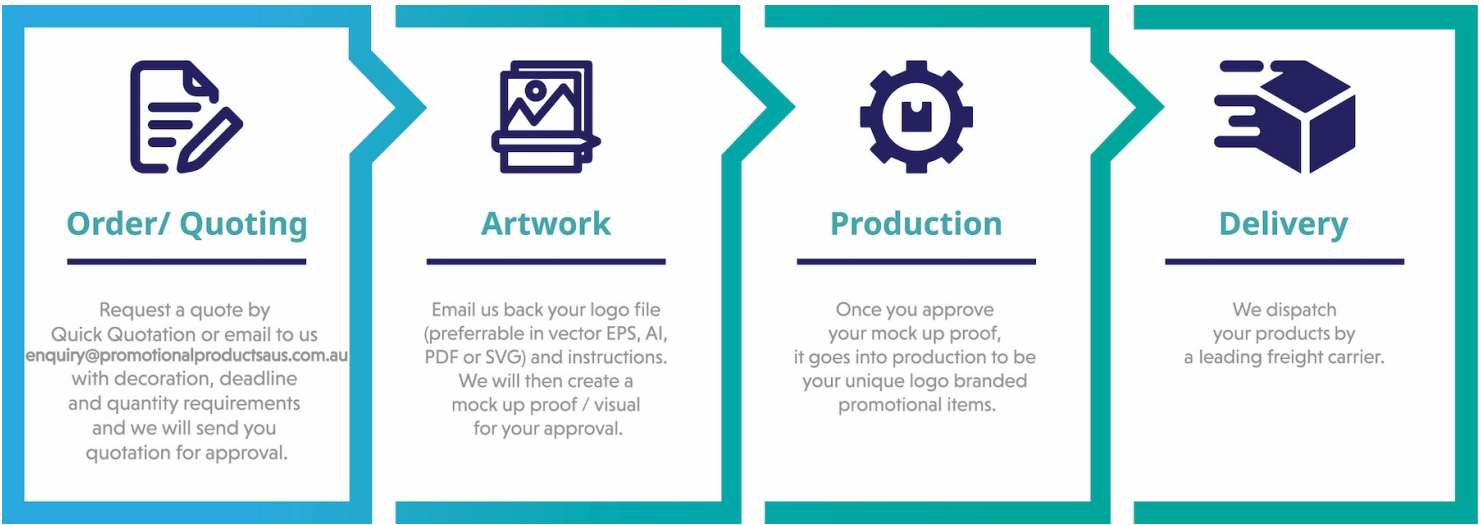 Order/ Quoting
Request a quote by
Quick Quotation or email to us
enquiry@promotionalproductsaus.com.au
with decoration, deadline
and quantity requirements
and we will send you
quotation for approval.
Artwork
Email us back your logo file
(preferrable in vector EPS, AI,
PDF or SVG) and instructions.
We will then create a
mock up proof / visual
for your approval.
Production
Once you approve
your mock up proof,
it goes into production to be
your unique logo branded
promotional items.
Delivery
We dispatch
your products by
a leading freight carrier.